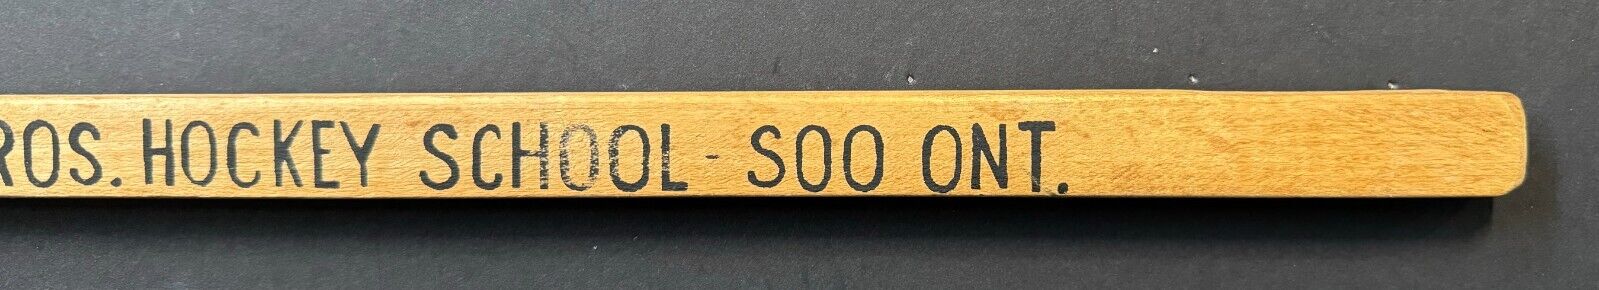 ROS. HOCKEY SCHOOL - SOO ONT.